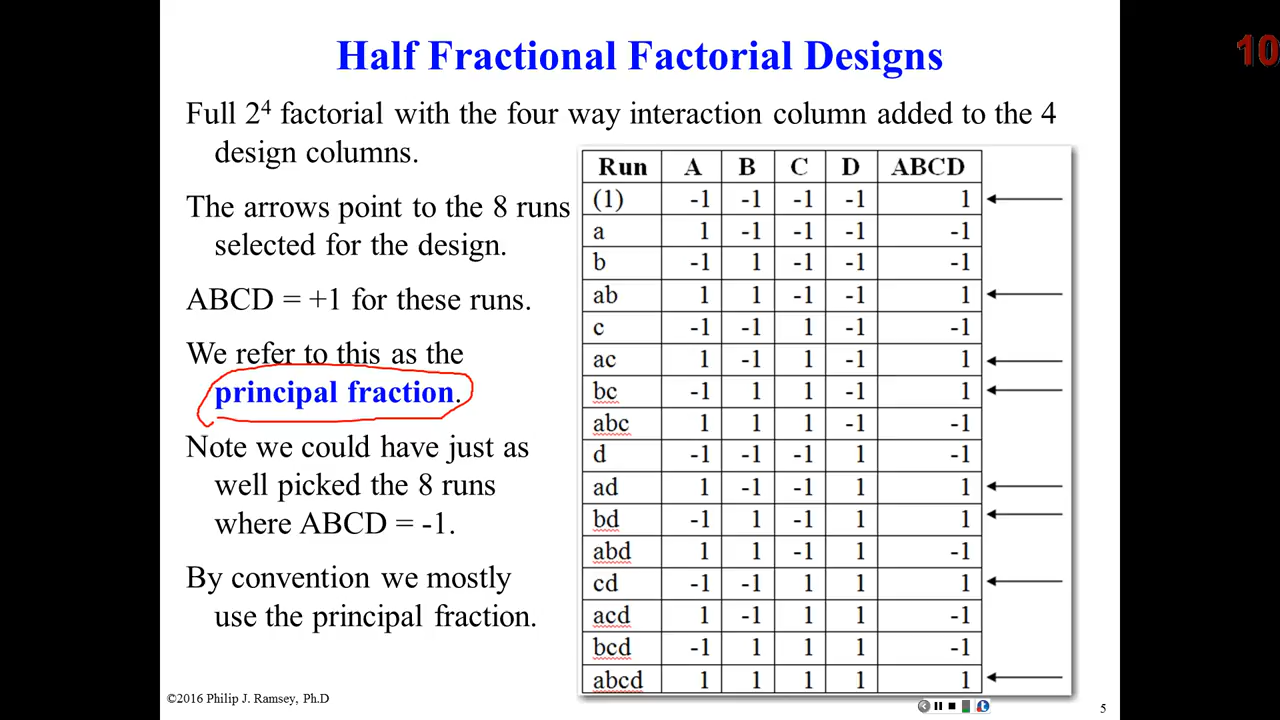 Half Fractional Factorial Designs
10
Full 2⁴ factorial with the four way interaction column added to the 4
design columns.
The arrows point to the 8 runs
selected for the design.
ABCD = +1 for these runs.
We refer to this as the
principal fraction.
Note we could have just as
well picked the 8 runs
where ABCD = -1.
By convention we mostly
use the principal fraction.
Run A B C D ABCD
(1) -1 -1 -1 -1 1
a 1 -1 -1 -1 -1
b -1 1 -1 -1 -1
ab 1 1 -1 -1 1
c -1 -1 1 -1 -1
ac 1 -1 1 -1 1
bc -1 1 1 -1 1
abc 1 1 1 -1 -1
d -1 -1 -1 1 -1
ad 1 -1 -1 1 1
bd -1 1 -1 1 1
abd 1 1 -1 1 -1
cd -1 -1 1 1 1
acd 1 -1 1 1 -1
bcd -1 1 1 1 -1
abcd 1 1 1 1 1
©2016 Philip J. Ramsey, Ph.D
5